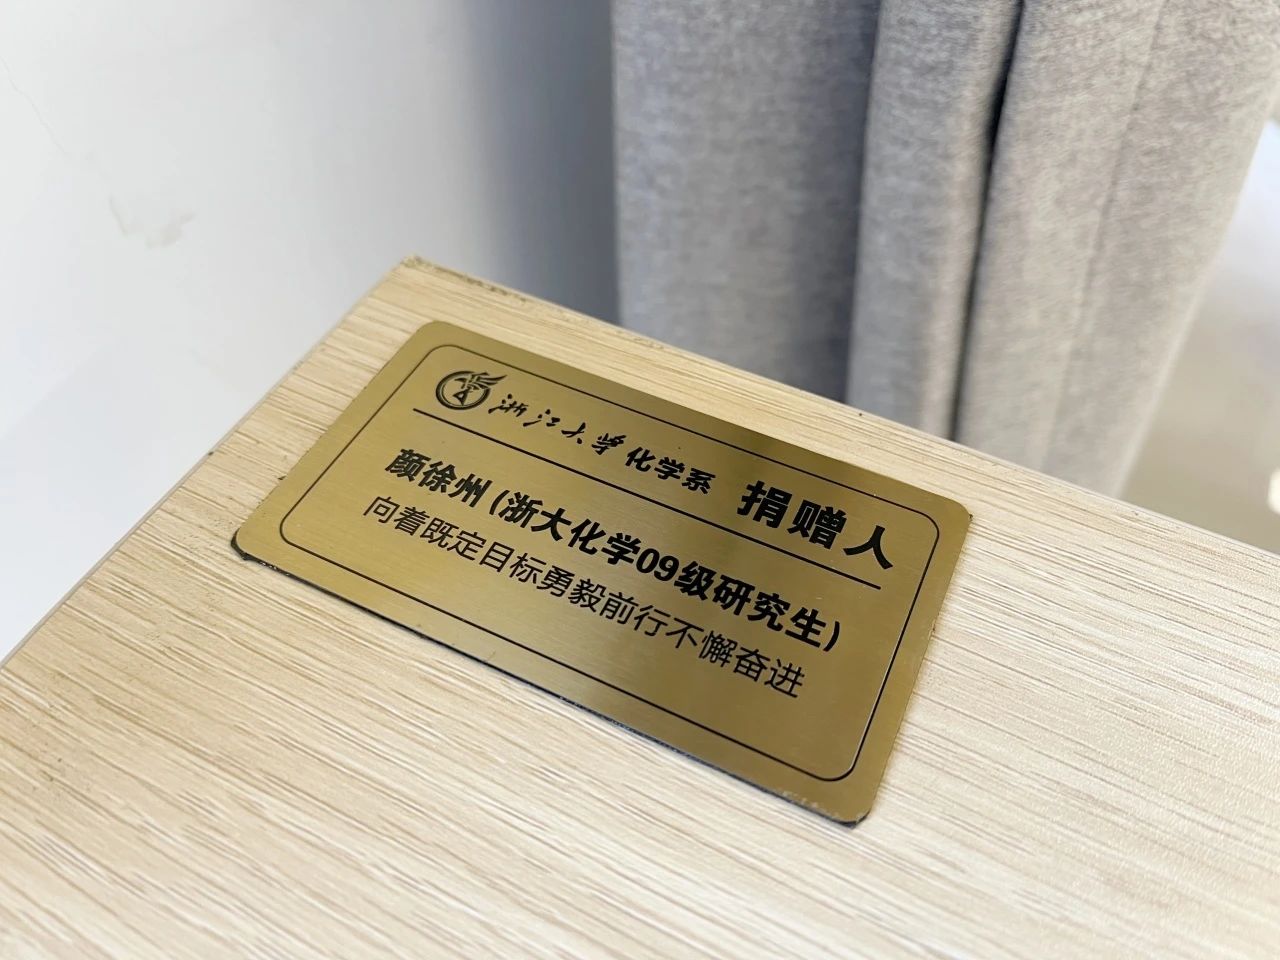 浙江大学化学系 捐赠人
颜徐州(浙大化学09级研究生)
向着既定目标勇毅前行不懈奋进